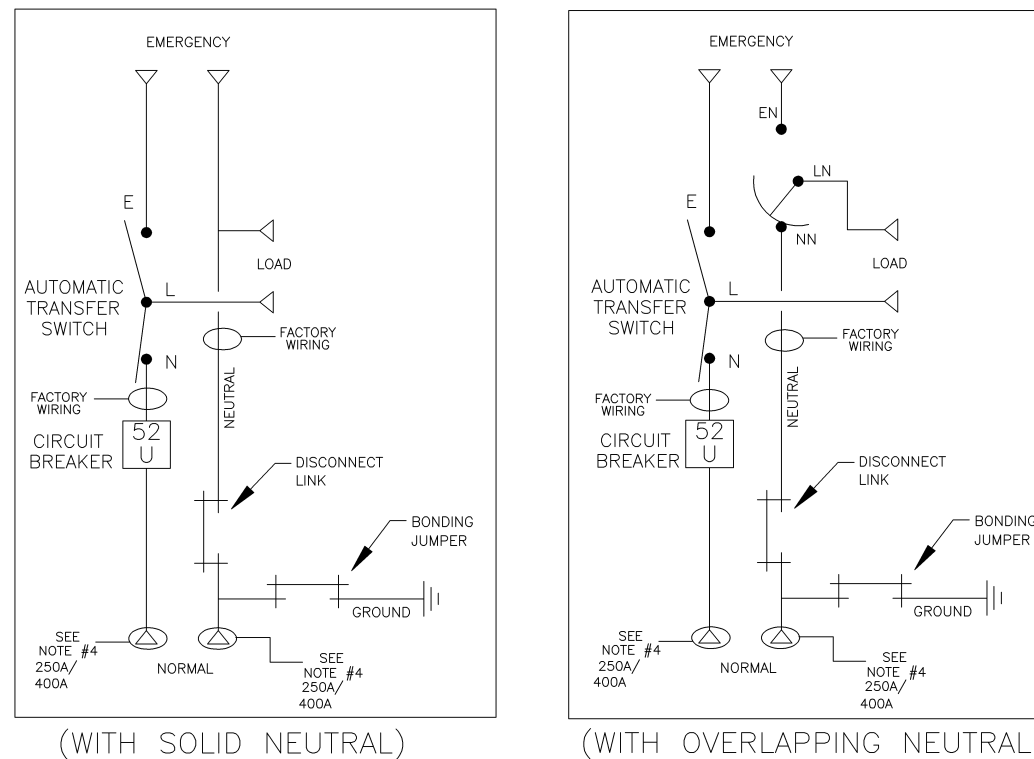 EMERGENCY
E
LOAD
AUTOMATIC
TRANSFER
SWITCH
L
FACTORY
WIRING
N
FACTORY
WIRING
NEUTRAL
CIRCUIT
BREAKER
52
U
DISCONNECT
LINK
BONDING
JUMPER
GROUND
SEE
NOTE #4
250A/
400A
NORMAL
SEE
NOTE #4
250A/
400A
(WITH SOLID NEUTRAL)
EMERGENCY
EN
LN
E
NN
LOAD
AUTOMATIC
TRANSFER
SWITCH
L
FACTORY
WIRING
N
FACTORY
WIRING
NEUTRAL
CIRCUIT
BREAKER
52
U
DISCONNECT
LINK
BONDING
JUMPER
GROUND
SEE
NOTE #4
250A/
400A
NORMAL
SEE
NOTE #4
250A/
400A
(WITH OVERLAPPING NEUTRAL